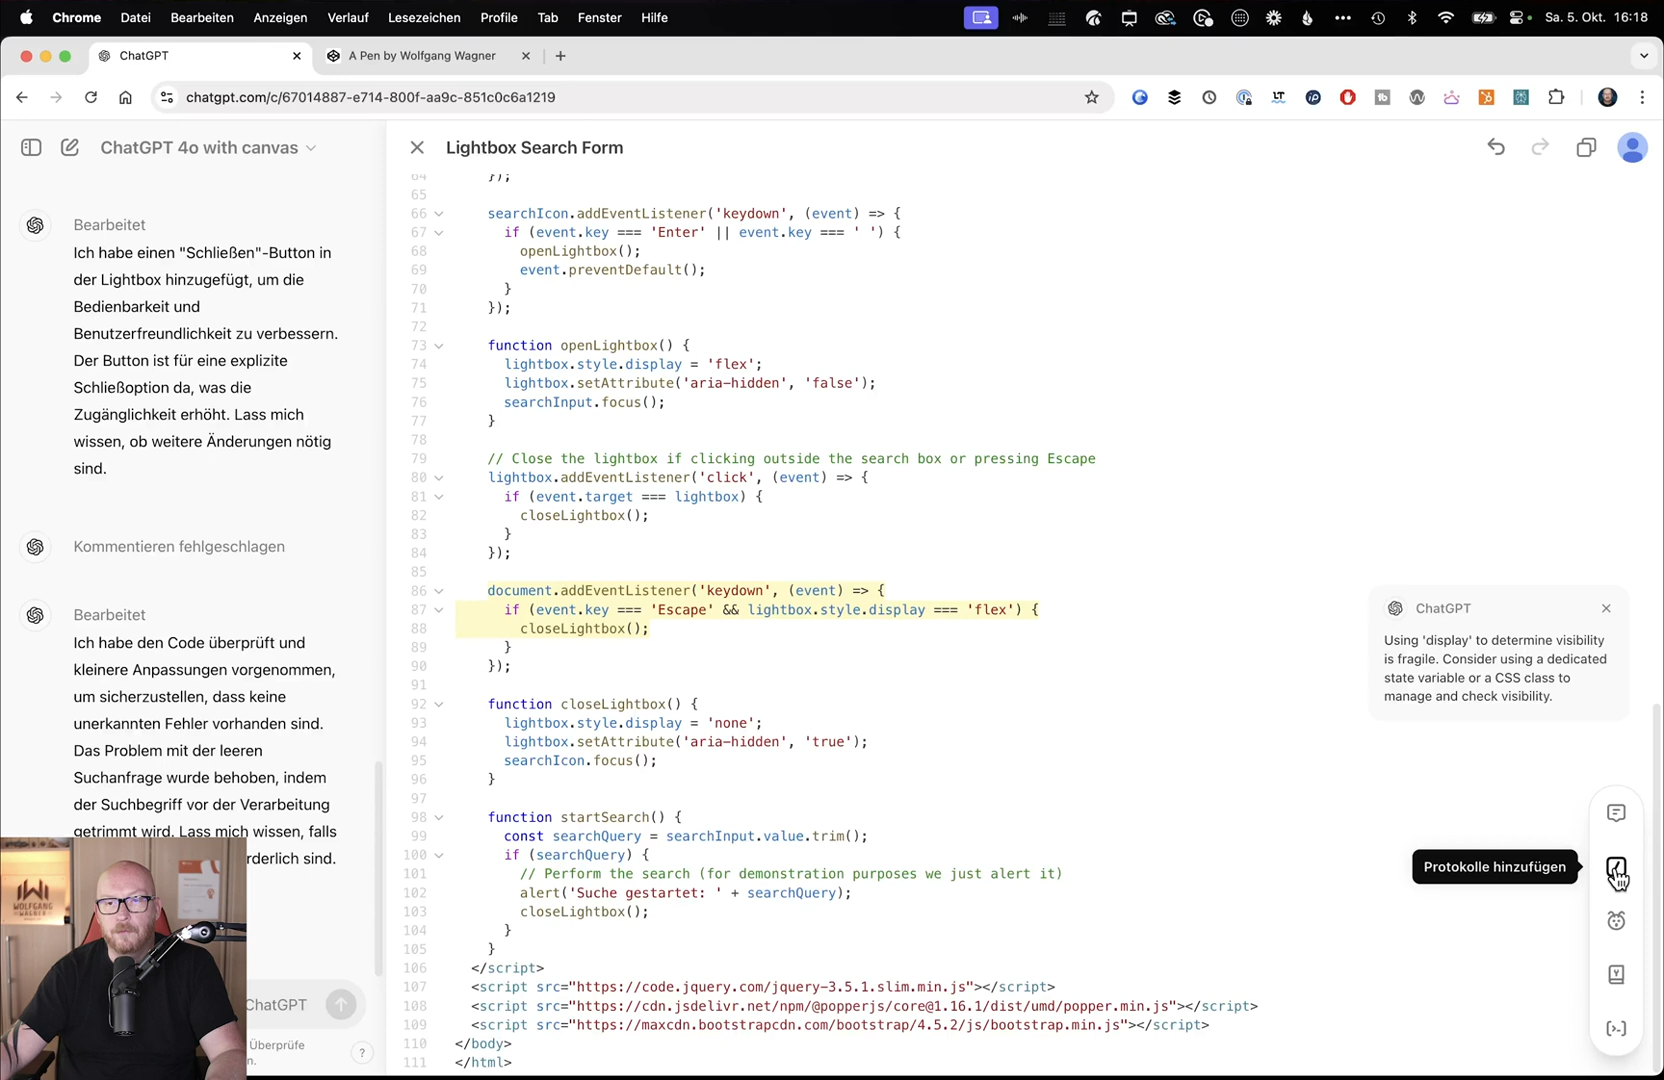 Chrome Datei Bearbeiten Anzeigen Verlauf Lesezeichen Profile Tab Fenster Hilfe
Sa. 5. Okt. 16:18
ChatGPT
A Pen by Wolfgang Wagner
chatgpt.com/c/67014887-e714-800f-aa9c-851c0c6a1219
ChatGPT 4o with canvas
Bearbeitet
Ich habe einen "Schließen"-Button in
der Lightbox hinzugefügt, um die
Bedienbarkeit und
Benutzerfreundlichkeit zu verbessern.
Der Button ist für eine explizite
Schließoption da, was die
Zugänglichkeit erhöht. Lass mich
wissen, ob weitere Änderungen nötig
sind.
Kommentieren fehlgeschlagen
Bearbeitet
Ich habe den Code überprüft und
kleinere Anpassungen vorgenommen,
um sicherzustellen, dass keine
unerkannten Fehler vorhanden sind.
Das Problem mit der leeren
Suchanfrage wurde behoben, indem
der Suchbegriff vor der Verarbeitung
getrimmt wird. Lass mich wissen, falls
rderlich sind.
WOLFGANG
WAGNER
ChatGPT
Überprüfe
n.
?
Lightbox Search Form
64 });
65
66 searchIcon.addEventListener('keydown', (event) => {
67 if (event.key === 'Enter' || event.key === ' ') {
68 openLightbox();
69 event.preventDefault();
70 }
71 });
72
73 function openLightbox() {
74 lightbox.style.display = 'flex';
75 lightbox.setAttribute('aria-hidden', 'false');
76 searchInput.focus();
77 }
78
79 // Close the lightbox if clicking outside the search box or pressing Escape
80 lightbox.addEventListener('click', (event) => {
81 if (event.target === lightbox) {
82 closeLightbox();
83 }
84 });
85
86 document.addEventListener('keydown', (event) => {
87 if (event.key === 'Escape' && lightbox.style.display === 'flex') {
88 closeLightbox();
89 }
90 });
91
92 function closeLightbox() {
93 lightbox.style.display = 'none';
94 lightbox.setAttribute('aria-hidden', 'true');
95 searchIcon.focus();
96 }
97
98 function startSearch() {
99 const searchQuery = searchInput.value.trim();
100 if (searchQuery) {
101 // Perform the search (for demonstration purposes we just alert it)
102 alert('Suche gestartet: ' + searchQuery);
103 closeLightbox();
104 }
105 }
106 </script>
107 <script src="https://code.jquery.com/jquery-3.5.1.slim.min.js"></script>
108 <script src="https://cdn.jsdelivr.net/npm/@popperjs/core@1.16.1/dist/umd/popper.min.js"></script>
109 <script src="https://maxcdn.bootstrapcdn.com/bootstrap/4.5.2/js/bootstrap.min.js"></script>
110 </body>
111 </html>
ChatGPT
Using 'display' to determine visibility
is fragile. Consider using a dedicated
state variable or a CSS class to
manage and check visibility.
Protokolle hinzufügen